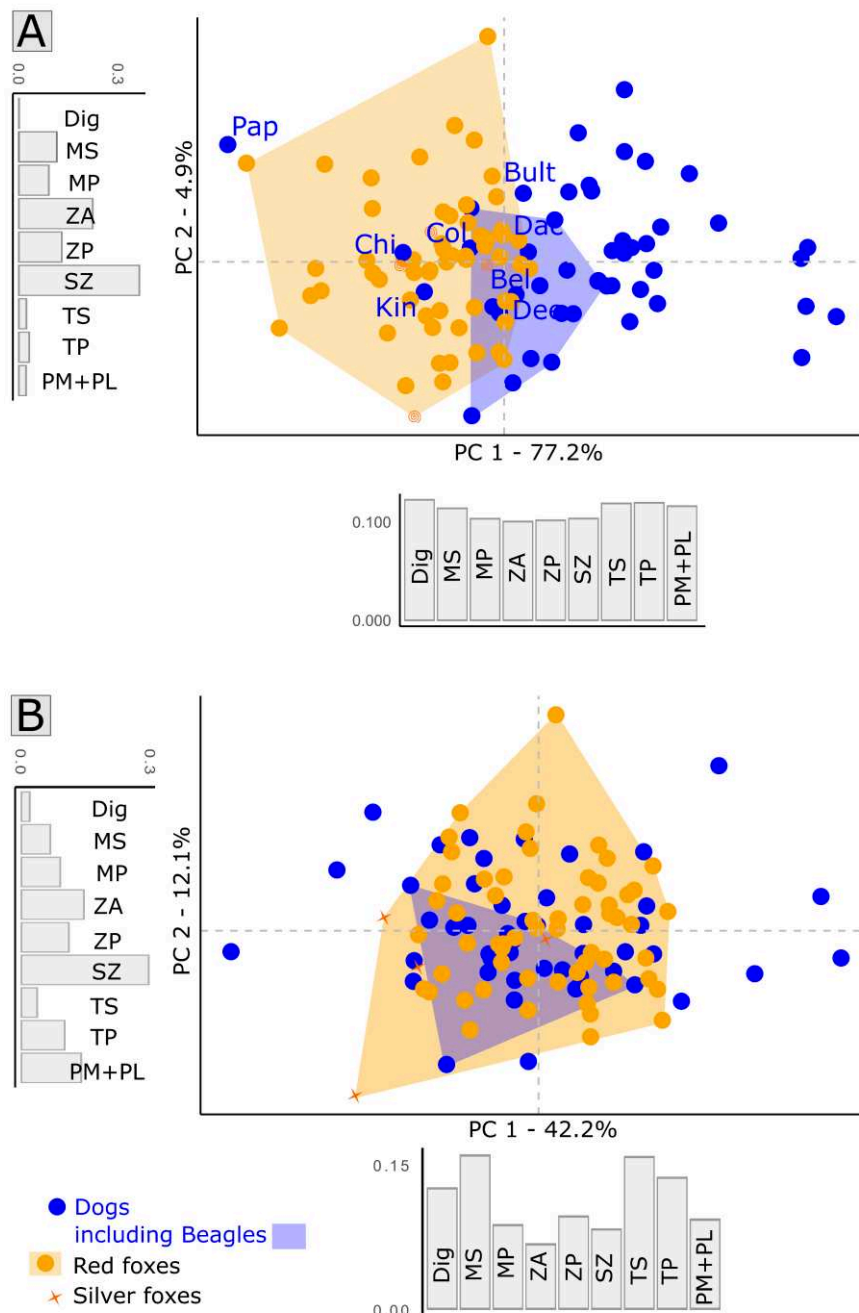 A
0.0
0.3
Dig
MS
MP
ZA
ZP
SZ
TS
TP
PM+PL
PC 2 - 4.9%
Pap
Bult
Chi
Col
Dac
Kin
Bel
Dee
PC 1 - 77.2%
0.100
0.000
Dig
MS
MP
ZA
ZP
SZ
TS
TP
PM+PL
B
0.0
0.3
Dig
MS
MP
ZA
ZP
SZ
TS
TP
PM+PL
PC 2 - 12.1%
PC 1 - 42.2%
0.15
0.00
Dig
MS
MP
ZA
ZP
SZ
TS
TP
PM+PL
Dogs
including Beagles
Red foxes
Silver foxes